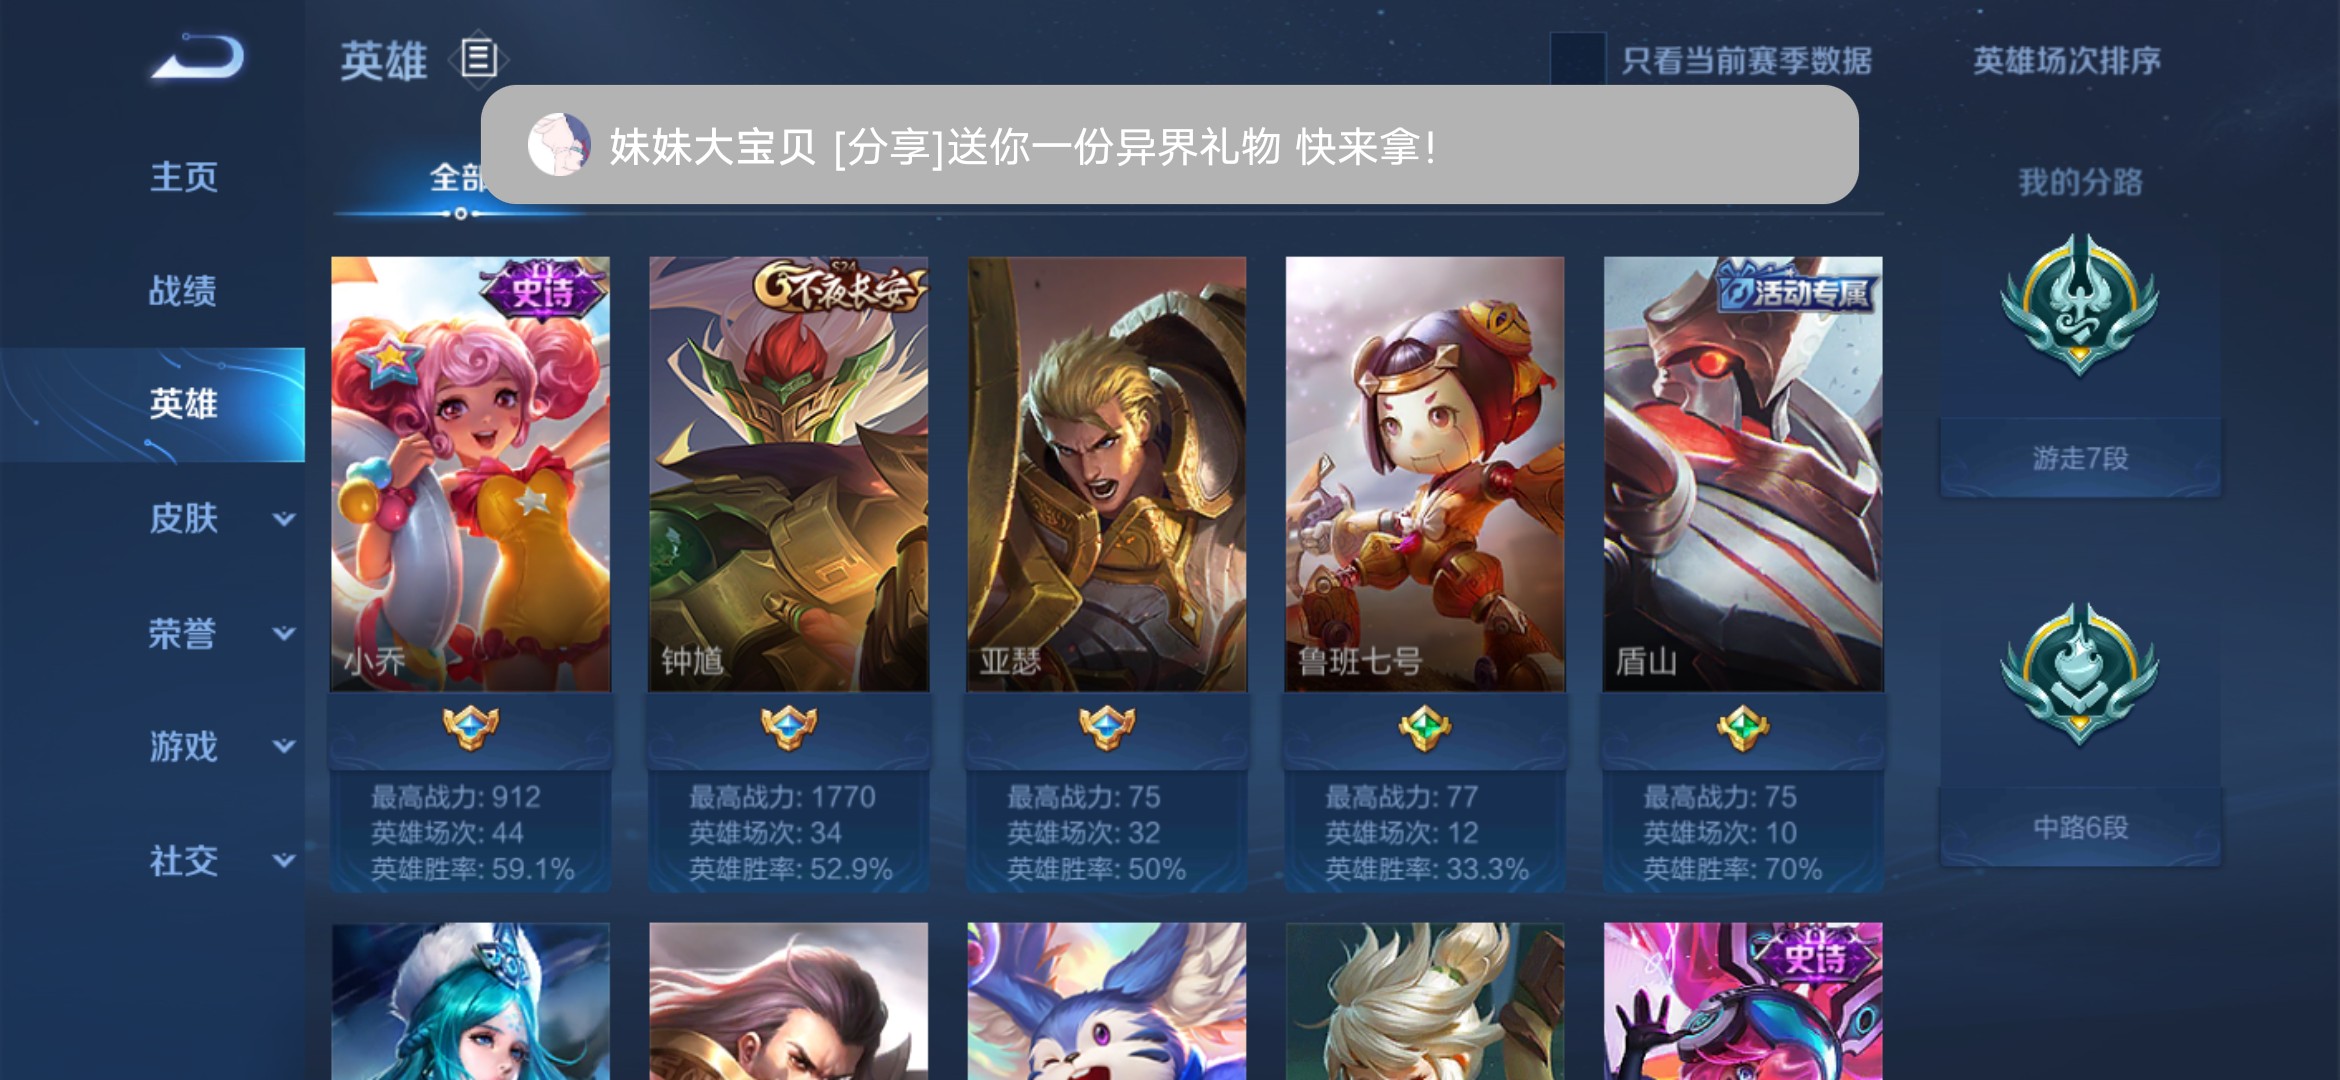 英雄
只看当前赛季数据
英雄场次排序
妹妹大宝贝 [分享]送你一份异界礼物 快来拿!
主页
战绩
英雄
皮肤
荣誉
游戏
社交
全部
我的分路
史诗
小乔
最高战力: 912
英雄场次: 44
英雄胜率: 59.1%
S24
不夜长安
钟馗
最高战力: 1770
英雄场次: 34
英雄胜率: 52.9%
亚瑟
最高战力: 75
英雄场次: 32
英雄胜率: 50%
鲁班七号
最高战力: 77
英雄场次: 12
英雄胜率: 33.3%
活动专属
盾山
最高战力: 75
英雄场次: 10
英雄胜率: 70%
游走7段
中路6段
史诗